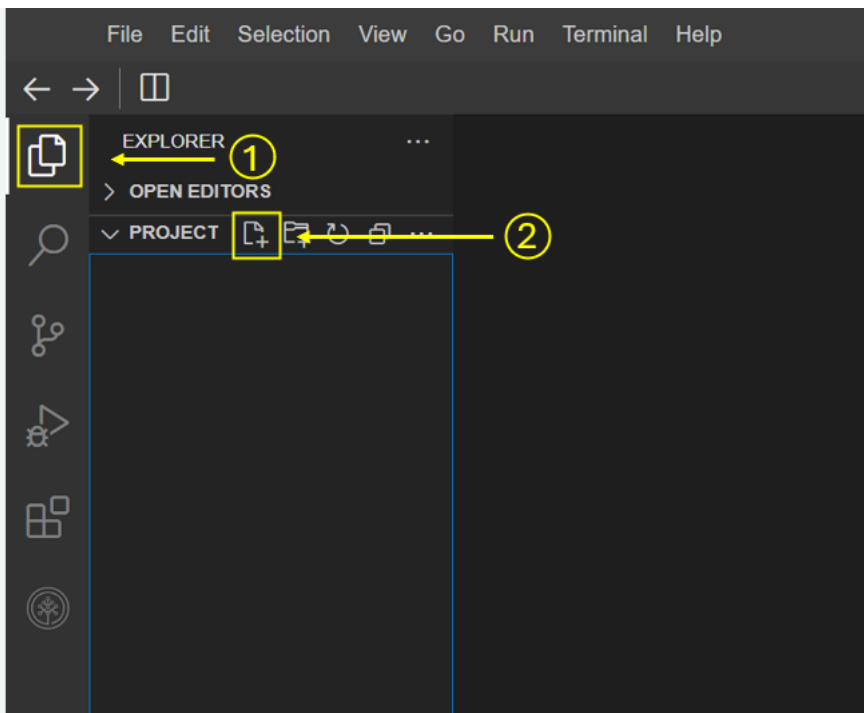 File Edit Selection View Go Run Terminal Help
EXPLORER
1
OPEN EDITORS
PROJECT
2